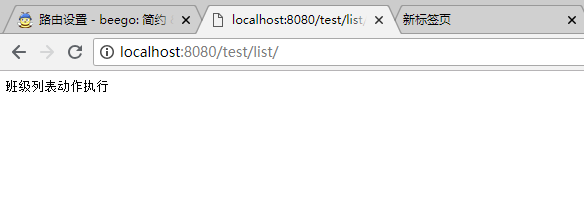 路由设置 - beego: 简约
localhost:8080/test/list/
新标签页
localhost:8080/test/list/
班级列表动作执行